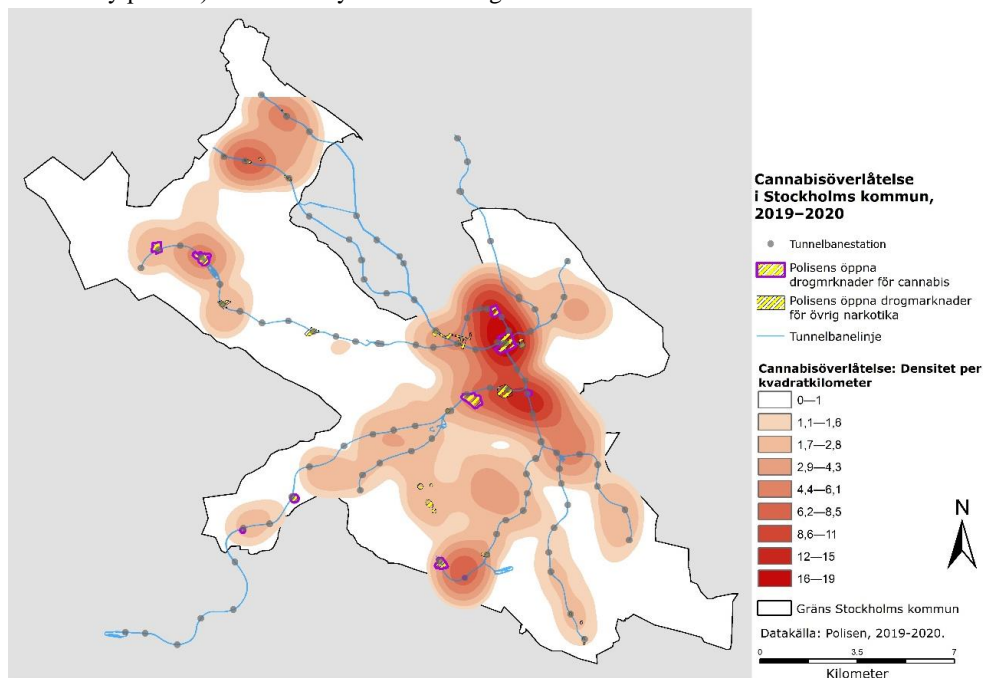 Cannabisöverlåtelse
i Stockholms kommun,
2019–2020
Tunnelbanestation
Polisens öppna
drogmrknader för cannabis
Polisens öppna drogmarknader
för övrig narkotika
Tunnelbanelinje
Cannabisöverlåtelse: Densitet per
kvadratkilometer
0—1
1,1—1,6
1,7—2,8
2,9—4,3
4,4—6,1
6,2—8,5
8,6—11
12—15
16—19
N
Gräns Stockholms kommun
Datakälla: Polisen, 2019-2020.
0 3.5 7
Kilometer